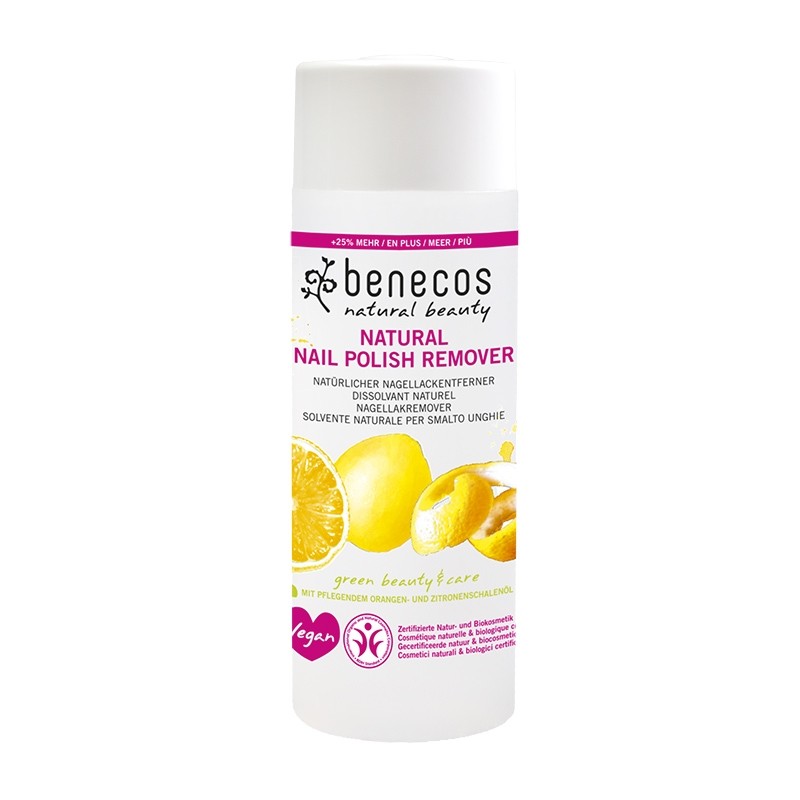 +25% MEHR / EN PLUS / MEER / PIÙ
benecos
natural beauty
NATURAL
NAIL POLISH REMOVER
NATÜRLICHER NAGELLACKENTFERNER
DISSOLVANT NATUREL
NAGELLAKREMOVER
SOLVENTE NATURALE PER SMALTO UNGHIE
green beauty & care
MIT PFLEGENDEM ORANGEN- UND ZITRONENSCHALENÖL
Vegan
Zertifizierte Natur- und Biokosmetik
Cosmétique naturelle & biologique c
Gecertificeerde natuur & biocosmetic
Cosmetici naturali & biologici certific